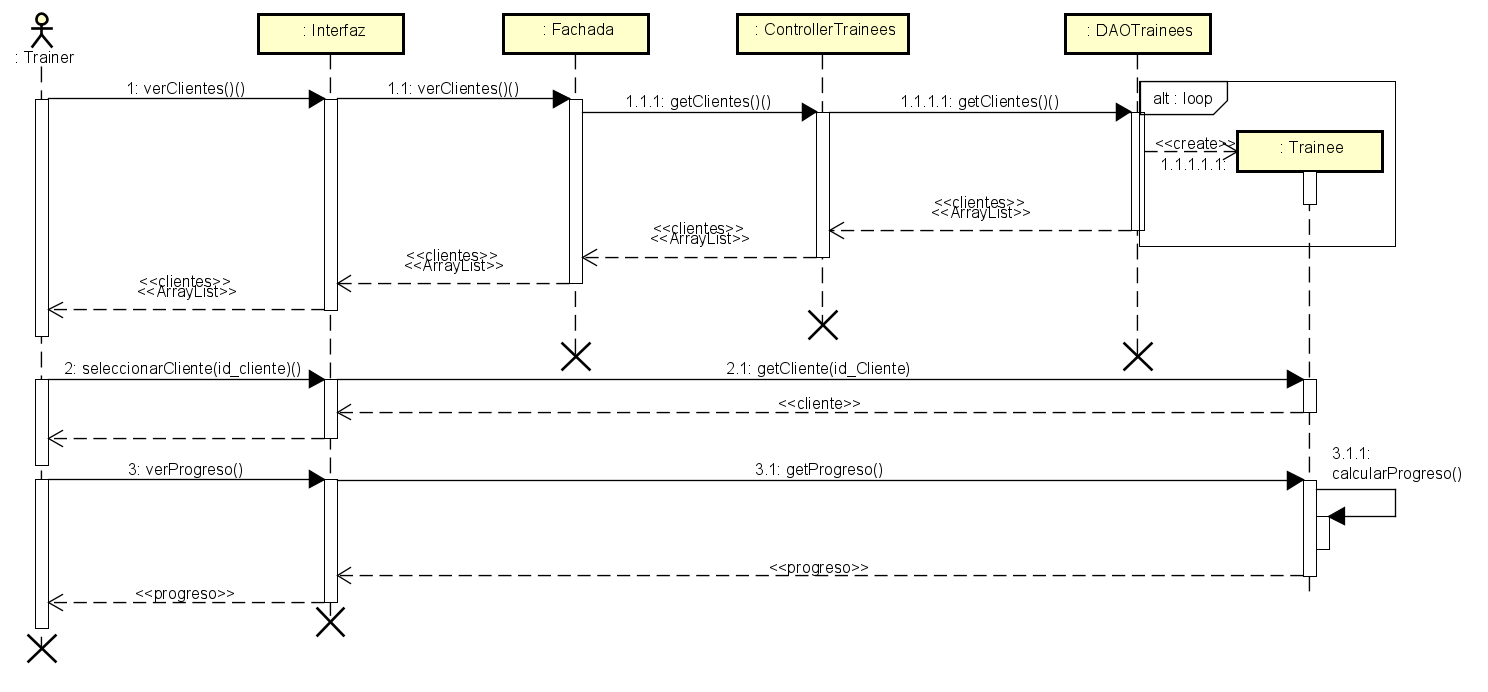 : Trainer
: Interfaz
: Fachada
: ControllerTrainees
: DAOTrainees
1: verClientes()()
1.1: verClientes()()
1.1.1: getClientes()()
1.1.1.1: getClientes()()
alt : loop
<<create>>
1.1.1.1.1:
: Trainee
<<clientes>>
<<ArrayList>>
<<clientes>>
<<ArrayList>>
<<clientes>>
<<ArrayList>>
<<clientes>>
<<ArrayList>>
2: seleccionarCliente(id_cliente)()
2.1: getCliente(id_Cliente)
<<cliente>>
3: verProgreso()
3.1: getProgreso()
3.1.1:
calcularProgreso()
<<progreso>>
<<progreso>>